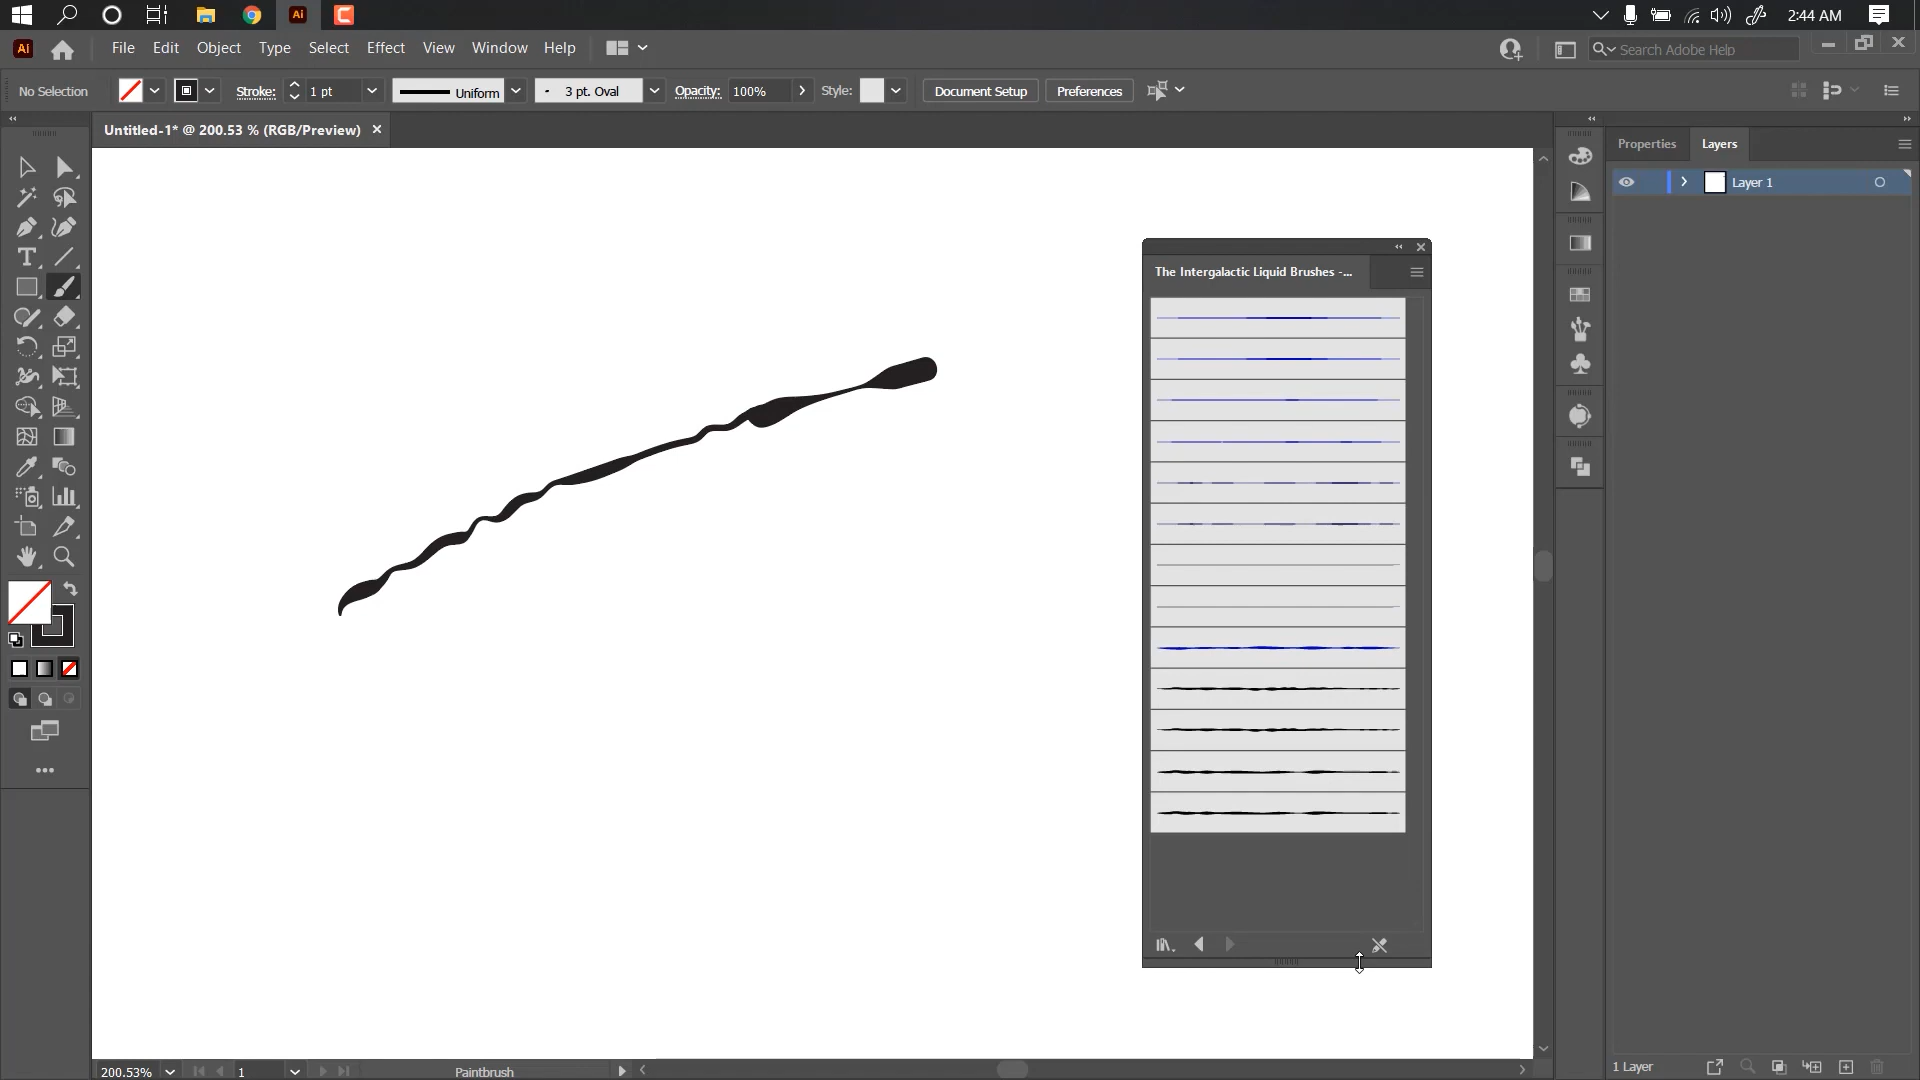 2:44 AM
Ai
Ai
File Edit Object Type Select Effect View Window Help
Search Adobe Help
No Selection
Stroke:
1 pt
Uniform
3 pt. Oval
Opacity:
100%
Style:
Document Setup
Preferences
Untitled-1* @ 200.53 % (RGB/Preview)
Properties
Layers
Layer 1
The Intergalactic Liquid Brushes -...
200.53%
1
Paintbrush
1 Layer